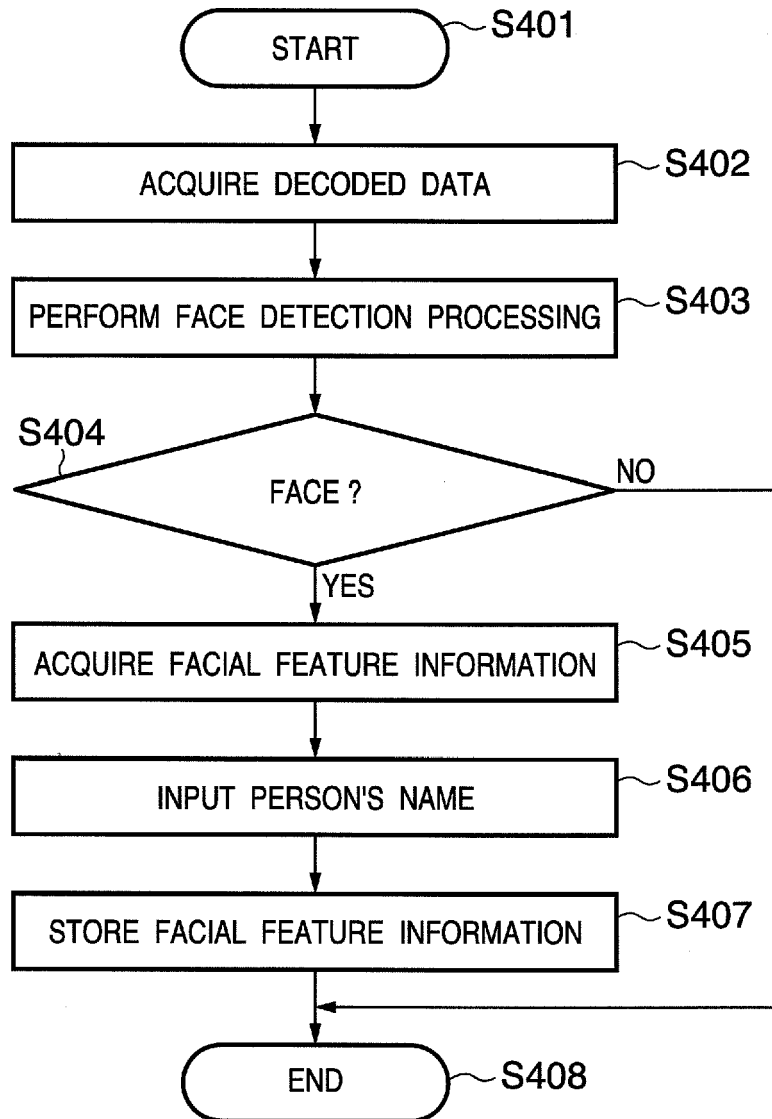 START
S401
ACQUIRE DECODED DATA
S402
PERFORM FACE DETECTION PROCESSING
S403
S404
FACE ?
NO
YES
ACQUIRE FACIAL FEATURE INFORMATION
S405
INPUT PERSON'S NAME
S406
STORE FACIAL FEATURE INFORMATION
S407
END
S408